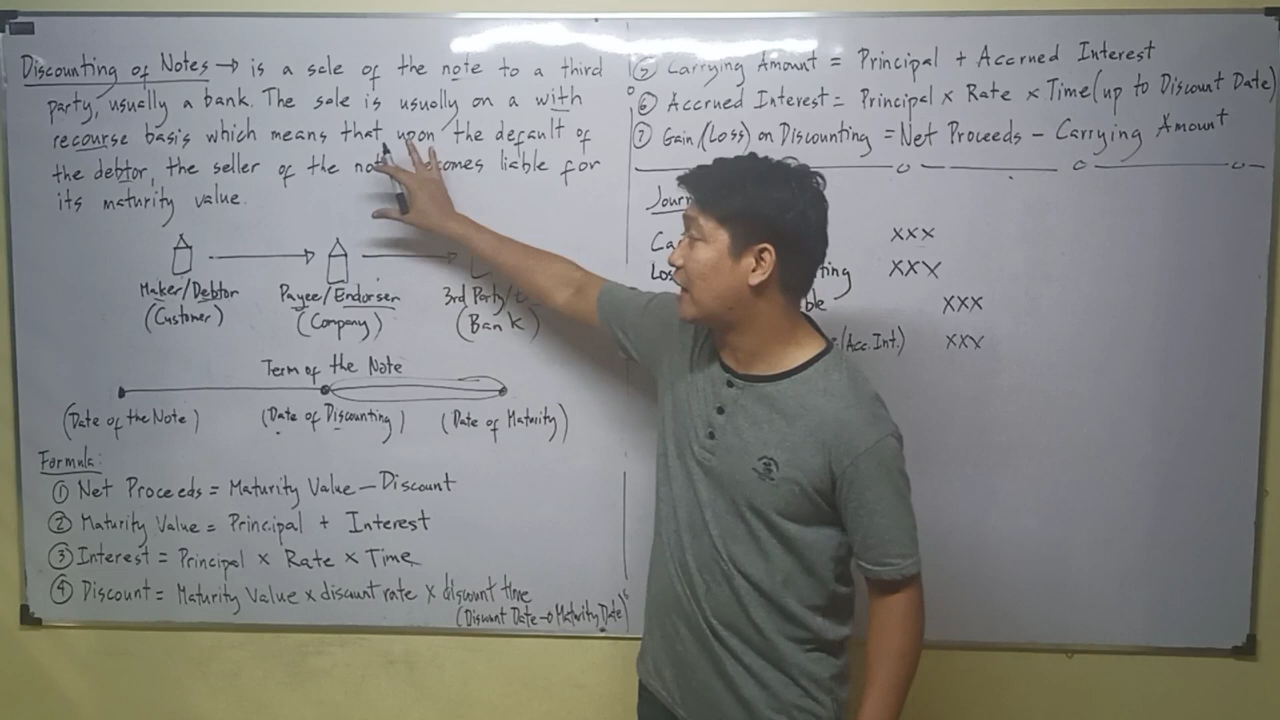 Discounting of Notes → is a sale of the note to a third
party, usually a bank. The sale is usually on a with
recourse basis which means that upon the default of
the debtor, the seller of the not ecomes liable for
its maturity value.
Maker/Debtor
(Customer)
Payee/Endorser
(Company)
3rd Party/
(Bank)
Term of the Note
(Date of the Note)
(Date of Discounting)
(Date of Maturity)
Formula:
① Net Proceeds = Maturity Value - Discount
② Maturity Value = Principal + Interest
③ Interest = Principal x Rate x Time
④ Discount = Maturity Value x discount rate x discount time
(Discount Date → Maturity Date)
⑤ Carrying Amount = Principal + Accrued Interest
⑥ Accrued Interest = Principal x Rate x Time (up to Discount Date)
⑦ Gain/(Loss) on Discounting = Net Proceeds - Carrying Amount
Journ
Ca xxx
Los ting xxx
ble xxx
(Acc. Int.) xxx